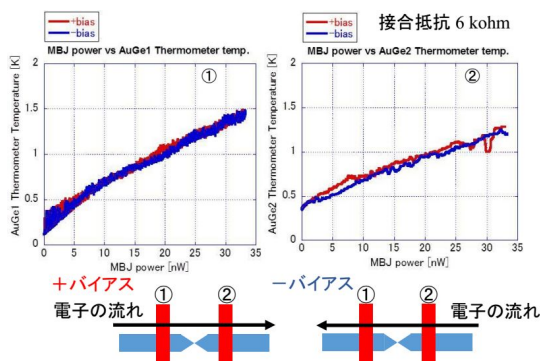 +bias
−bias
+bias
−bias
接合抵抗 6 kohm
MBJ power vs AuGe1 Thermometer temp.
MBJ power vs AuGe2 Thermometer temp.
①
②
AuGe1 Thermometer Temperature [K]
2
1.5
1
0.5
0
0 5 10 15 20 25 30 35
MBJ power [nW]
AuGe2 Thermometer Temperature [K]
2
1.5
1
0.5
0
0 5 10 15 20 25 30 35
MBJ power [nW]
＋バイアス
電子の流れ
①
②
－バイアス
①
②
電子の流れ